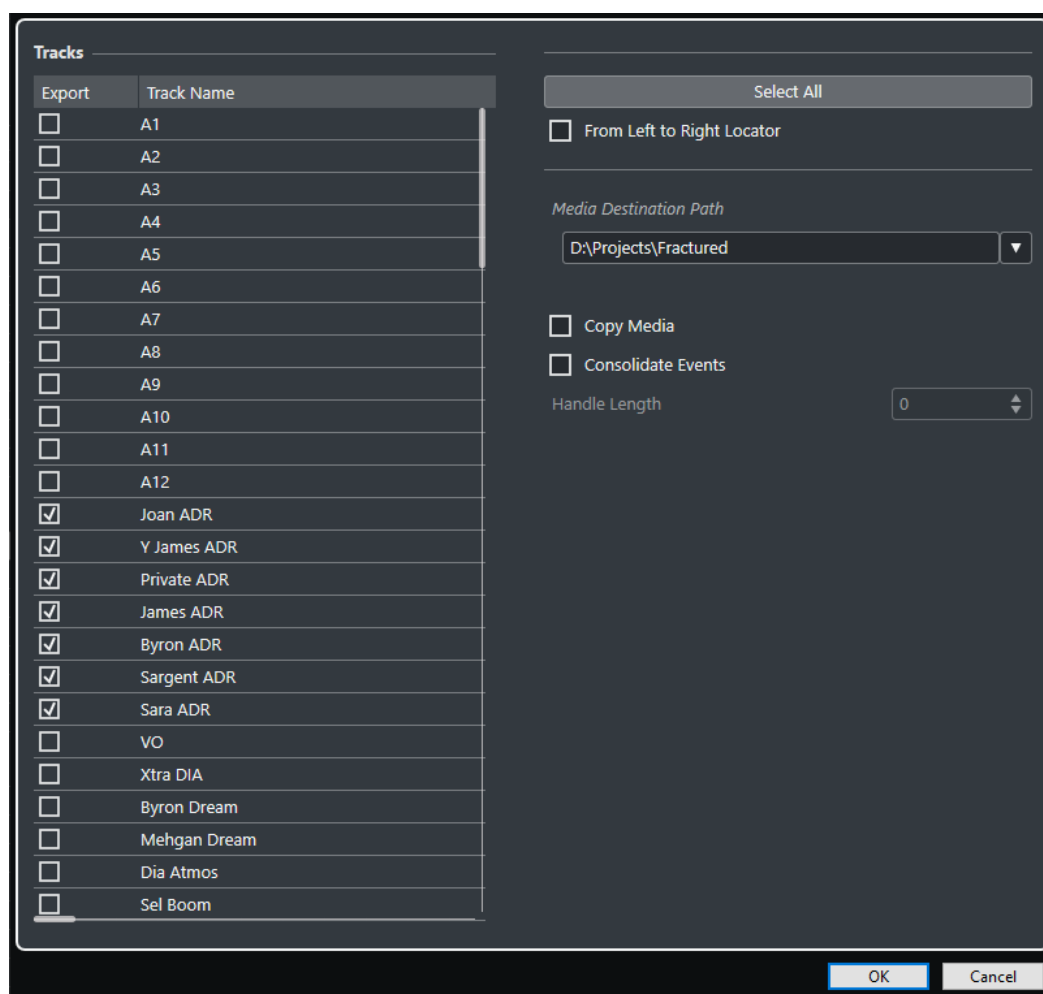 Tracks
Export Track Name
A1
A2
A3
A4
A5
A6
A7
A8
A9
A10
A11
A12
Joan ADR
Y James ADR
Private ADR
James ADR
Byron ADR
Sargent ADR
Sara ADR
VO
Xtra DIA
Byron Dream
Mehgan Dream
Dia Atmos
Sel Boom
Select All
From Left to Right Locator
Media Destination Path
D:\Projects\Fractured
Copy Media
Consolidate Events
Handle Length 0
OK Cancel